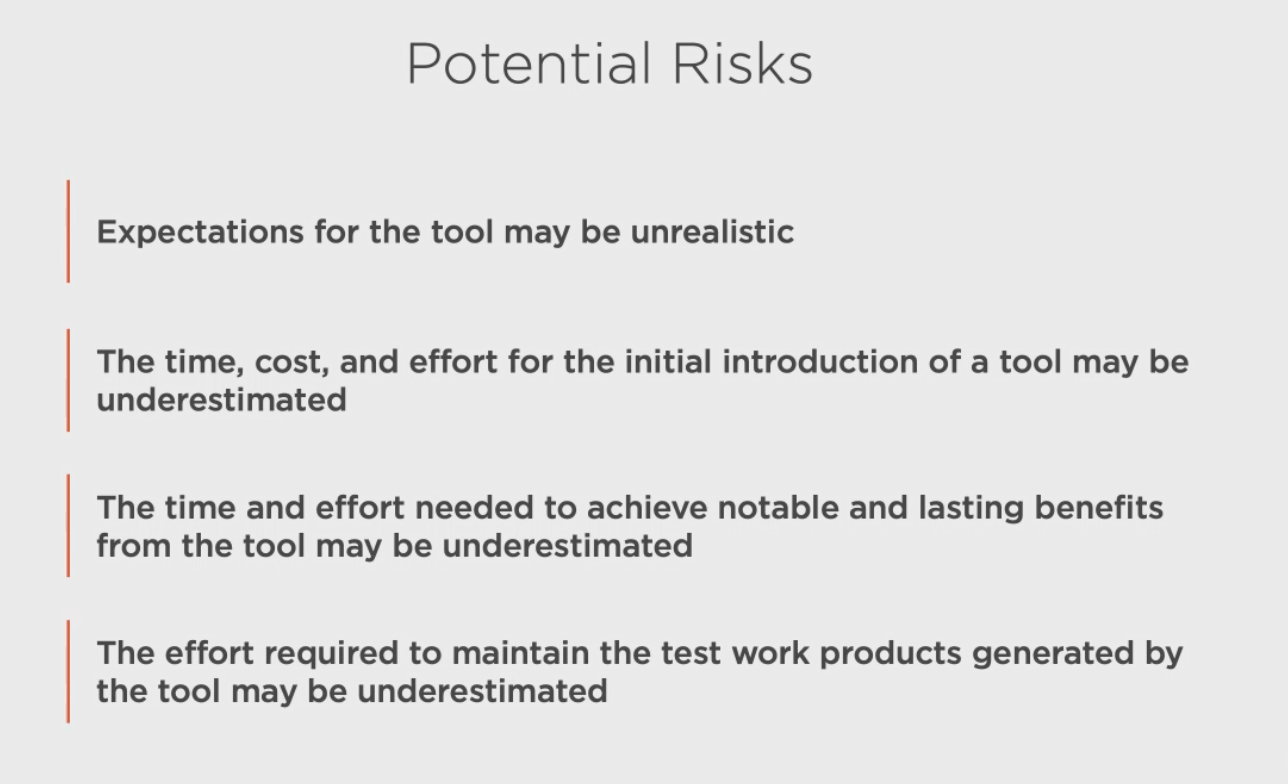 Potential Risks
Expectations for the tool may be unrealistic
The time, cost, and effort for the initial introduction of a tool may be
underestimated
The time and effort needed to achieve notable and lasting benefits
from the tool may be underestimated
The effort required to maintain the test work products generated by
the tool may be underestimated